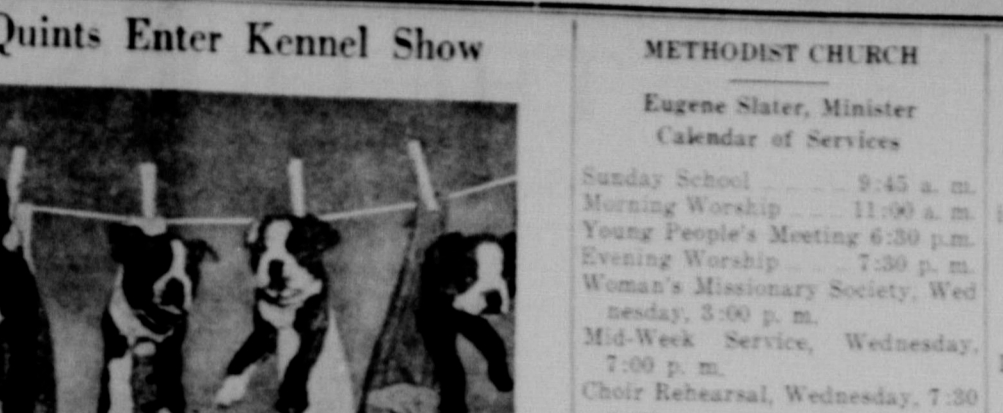 Quints Enter Kennel Show
METHODIST CHURCH
Eugene Slater, Minister
Calendar of Services
Sunday School 9:45 a. m.
Morning Worship 11:00 a. m.
Young People's Meeting 6:30 p.m.
Evening Worship 7:30 p. m.
Woman's Missionary Society, Wed
nesday, 3:00 p. m.
Mid-Week Service, Wednesday,
7:00 p. m.
Choir Rehearsal, Wednesday, 7:30